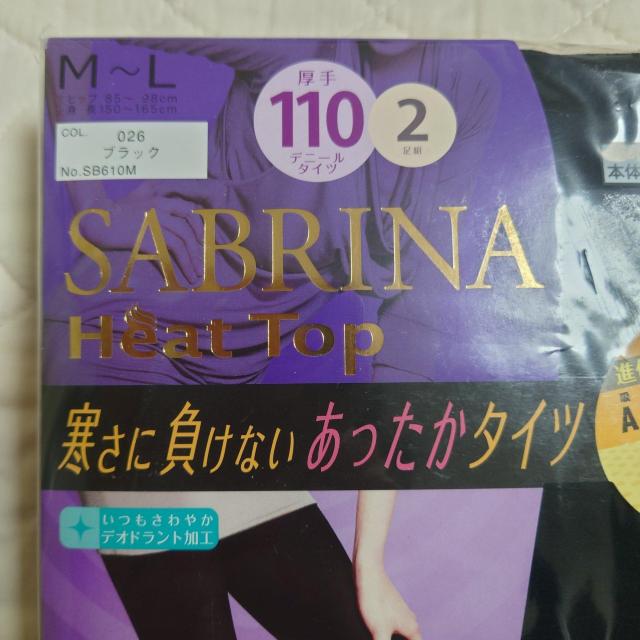 M～L
ヒップ 85～98cm
身 長 150～165cm
COL. 026
ブラック
No.SB610M
厚手
110
デニール
タイツ
2
足組
本体
SABRINA
Heat Top
寒さに負けない あったかタイツ
進
吸
A
いつもさわやか
デオドラント加工